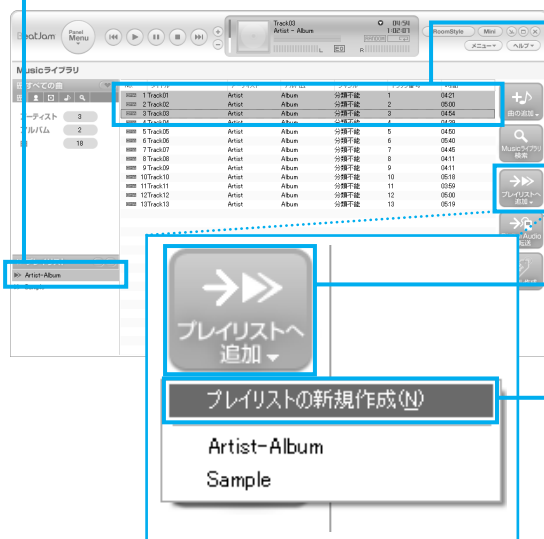 BeatJam
Panel Menu
Track03
Artist - Album
04:54
1:02:01
L
EQ
R
RoomStyle
Mini
メニュー
ヘルプ
Musicライブラリ
すべての曲
アーティスト 3
アルバム 2
18
1 Track01 Artist Album 分類不能 1 04:21
2 Track02 Artist Album 分類不能 2 05:00
3 Track03 Artist Album 分類不能 3 04:54
5 Track05 Artist Album 分類不能 5 04:50
6 Track06 Artist Album 分類不能 6 05:40
7 Track07 Artist Album 分類不能 7 04:45
8 Track08 Artist Album 分類不能 8 04:11
9 Track09 Artist Album 分類不能 9 04:11
10 Track10 Artist Album 分類不能 10 05:18
11 Track11 Artist Album 分類不能 11 03:59
12 Track12 Artist Album 分類不能 12 05:00
13 Track13 Artist Album 分類不能 13 05:19
曲の追加
Musicライブラリ
検索
プレイリストへ
追加
Audio
転送
Artist-Album
プレイリストへ
追加
プレイリストの新規作成(N)
Artist-Album
Sample